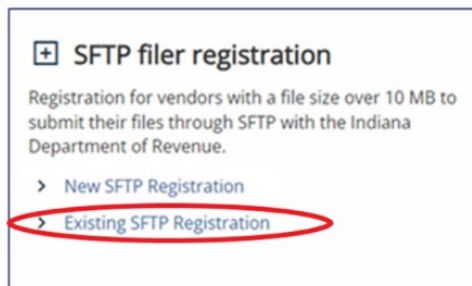 SFTP filer registration
Registration for vendors with a file size over 10 MB to
submit their files through SFTP with the Indiana
Department of Revenue.
> New SFTP Registration
> Existing SFTP Registration